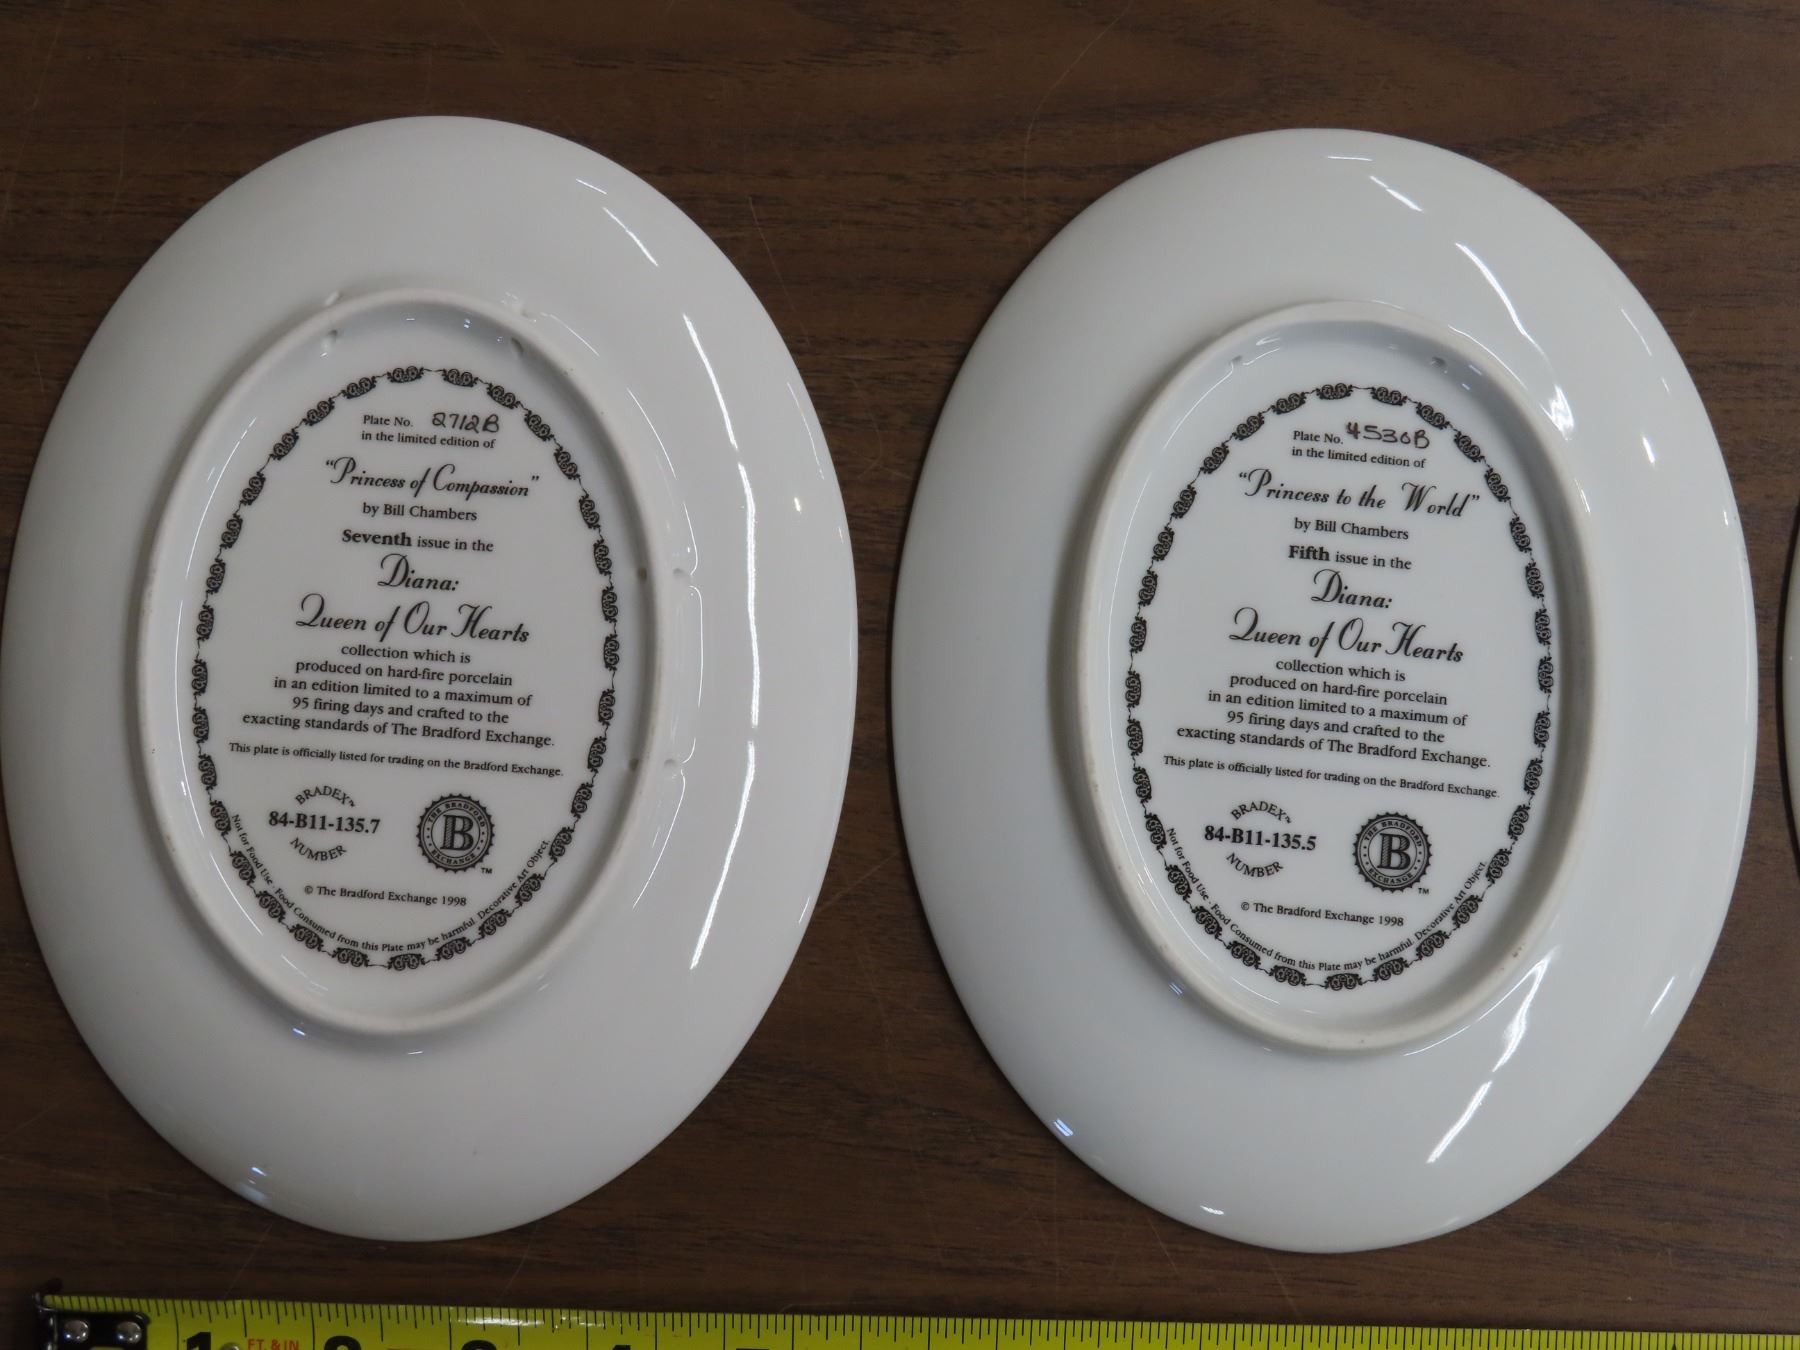 Plate No. 2712B
in the limited edition of
"Princess of Compassion"
by Bill Chambers
Seventh issue in the
Diana:
Queen of Our Hearts
collection which is
produced on hard-fire porcelain
in an edition limited to a maximum of
95 firing days and crafted to the
exacting standards of The Bradford Exchange.
This plate is officially listed for trading on the Bradford Exchange.
BRADEX™
84-B11-135.7
NUMBER
THE BRADFORD
B
EXCHANGE
™
© The Bradford Exchange 1998
Not for Food Use · Food Consumed from this Plate may be harmful. Decorative Art Object.
Plate No. 4530B
in the limited edition of
"Princess to the World"
by Bill Chambers
Fifth issue in the
Diana:
Queen of Our Hearts
collection which is
produced on hard-fire porcelain
in an edition limited to a maximum of
95 firing days and crafted to the
exacting standards of The Bradford Exchange.
This plate is officially listed for trading on the Bradford Exchange.
BRADEX™
84-B11-135.5
NUMBER
THE BRADFORD
B
EXCHANGE
™
© The Bradford Exchange 1998
Not for Food Use · Food Consumed from this Plate may be harmful. Decorative Art Object.
1 FT & IN 2 3 4